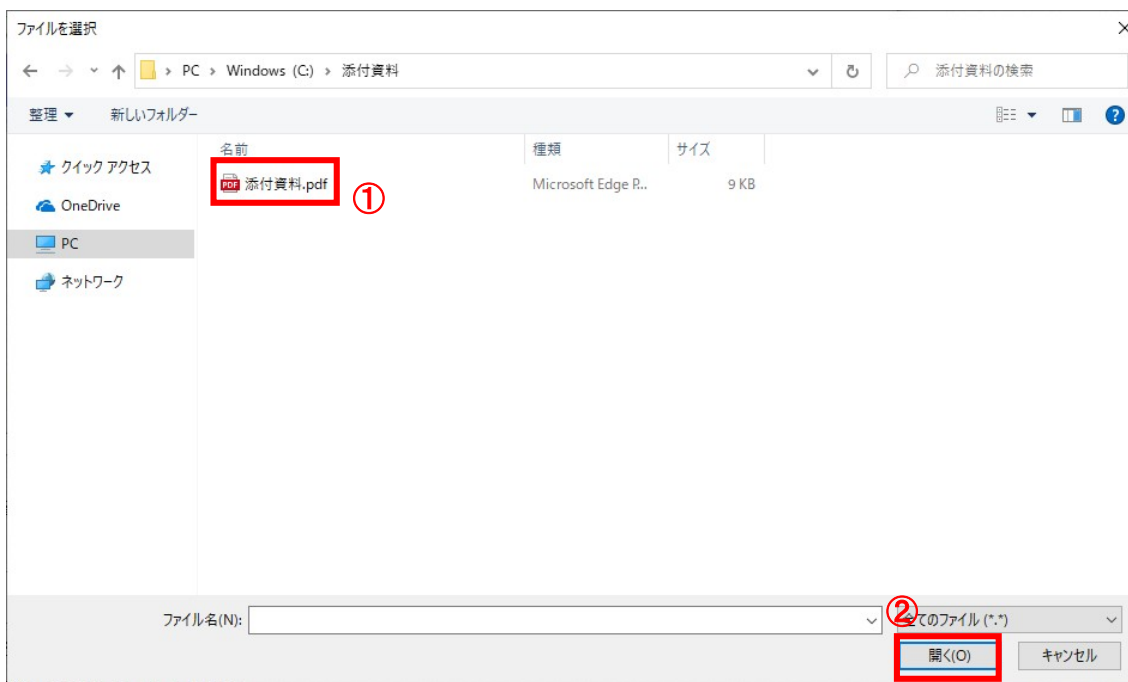 ファイルを選択
PC > Windows (C:) > 添付資料
添付資料の検索
整理 新しいフォルダー
名前 種類 サイズ
クイック アクセス
添付資料.pdf Microsoft Edge P... 9 KB
①
OneDrive
PC
ネットワーク
ファイル名(N):
②
全てのファイル (*.*)
開く(O) キャンセル